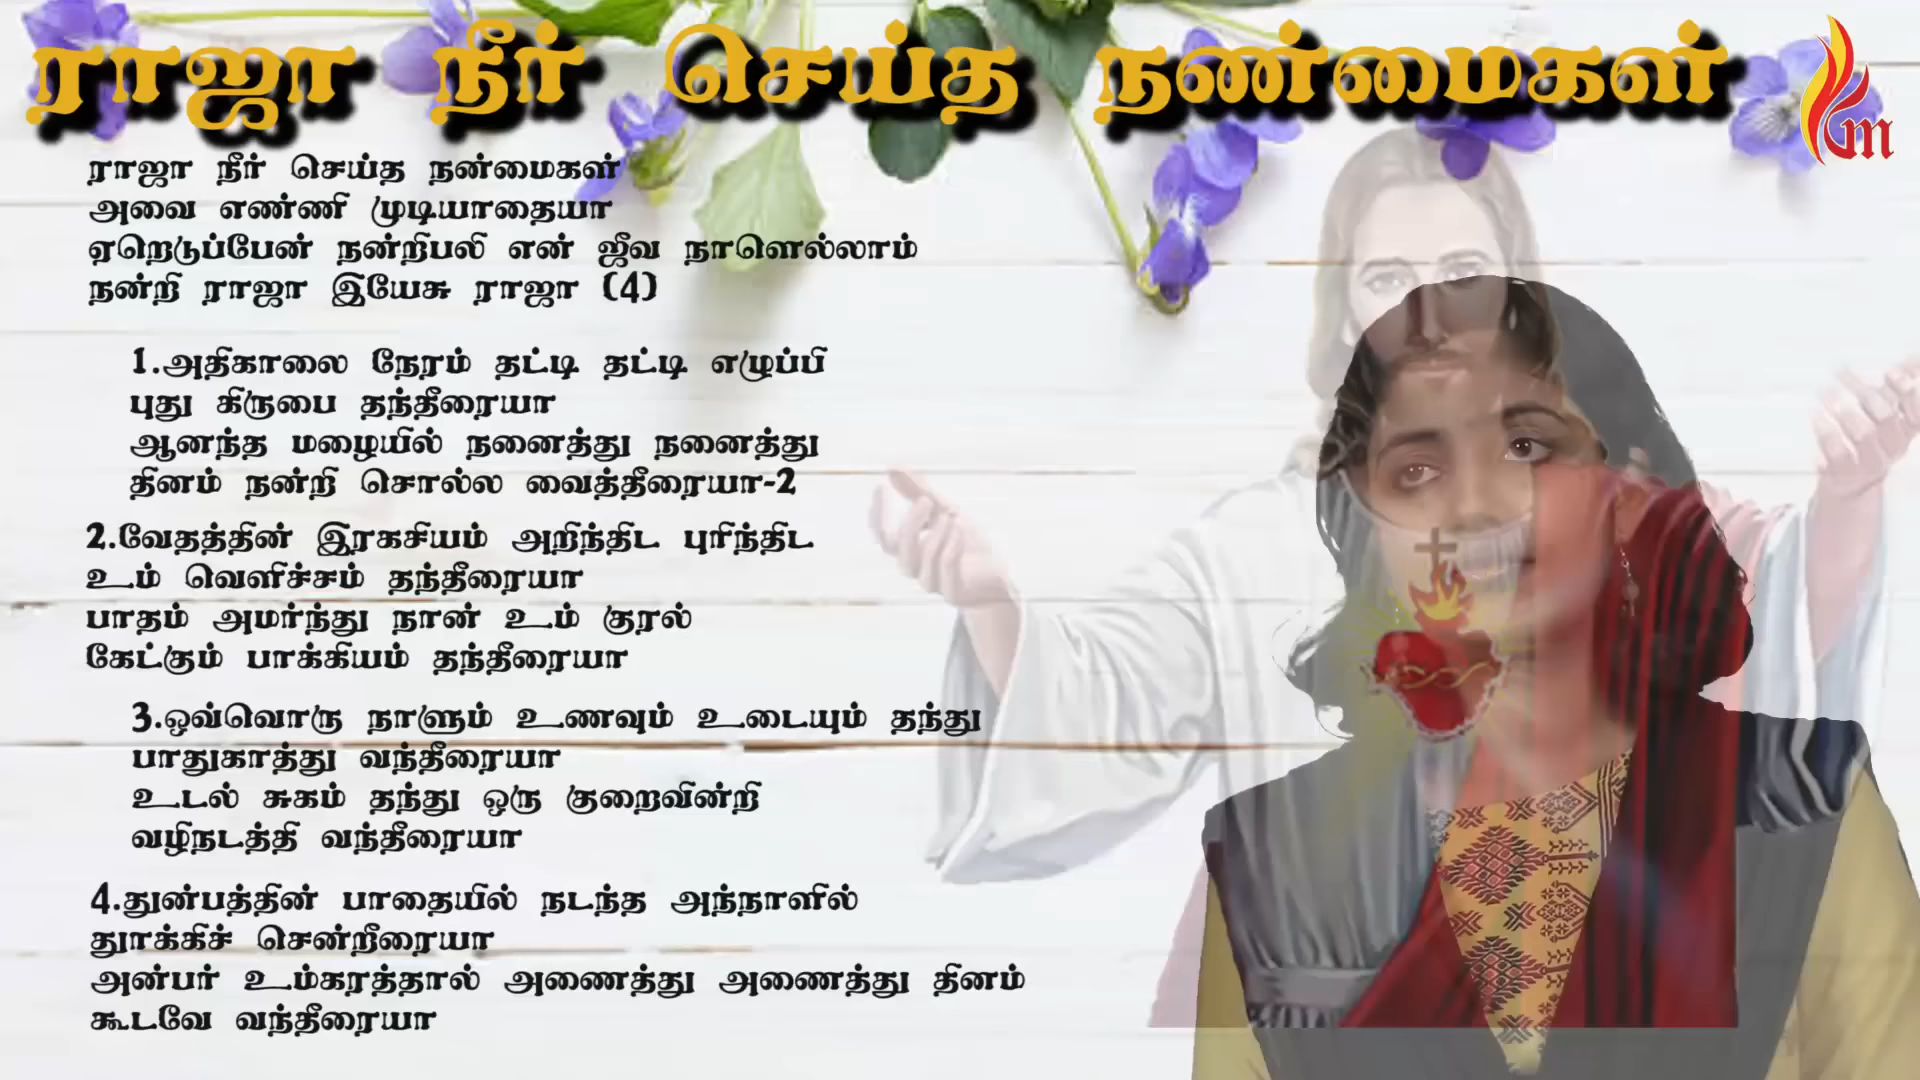 ராஜா நீர் செய்த நண்மைகள்
ராஜா நீர் செய்த நன்மைகள்
அவை எண்ணி முடியாதையா
ஏறெடுப்பேன் நன்றிபலி என் ஜீவ நாளெல்லாம்
நன்றி ராஜா இயேசு ராஜா (4)
1.அதிகாலை நேரம் தட்டி தட்டி எழுப்பி
புது கிருபை தந்தீரையா
ஆனந்த மழையில் நனைத்து நனைத்து
தினம் நன்றி சொல்ல வைத்தீரையா-2
2.வேதத்தின் இரகசியம் அறிந்திட புரிந்திட
உம் வெளிச்சம் தந்தீரையா
பாதம் அமர்ந்து நான் உம் குரல்
கேட்கும் பாக்கியம் தந்தீரையா
3.ஒவ்வொரு நாளும் உணவும் உடையும் தந்து
பாதுகாத்து வந்தீரையா
உடல் சுகம் தந்து ஒரு குறைவின்றி
வழிநடத்தி வந்தீரையா
4.துன்பத்தின் பாதையில் நடந்த அந்நாளில்
துாக்கிச் சென்றீரையா
அன்பர் உம்கரத்தால் அணைத்து அணைத்து தினம்
கூடவே வந்தீரையா